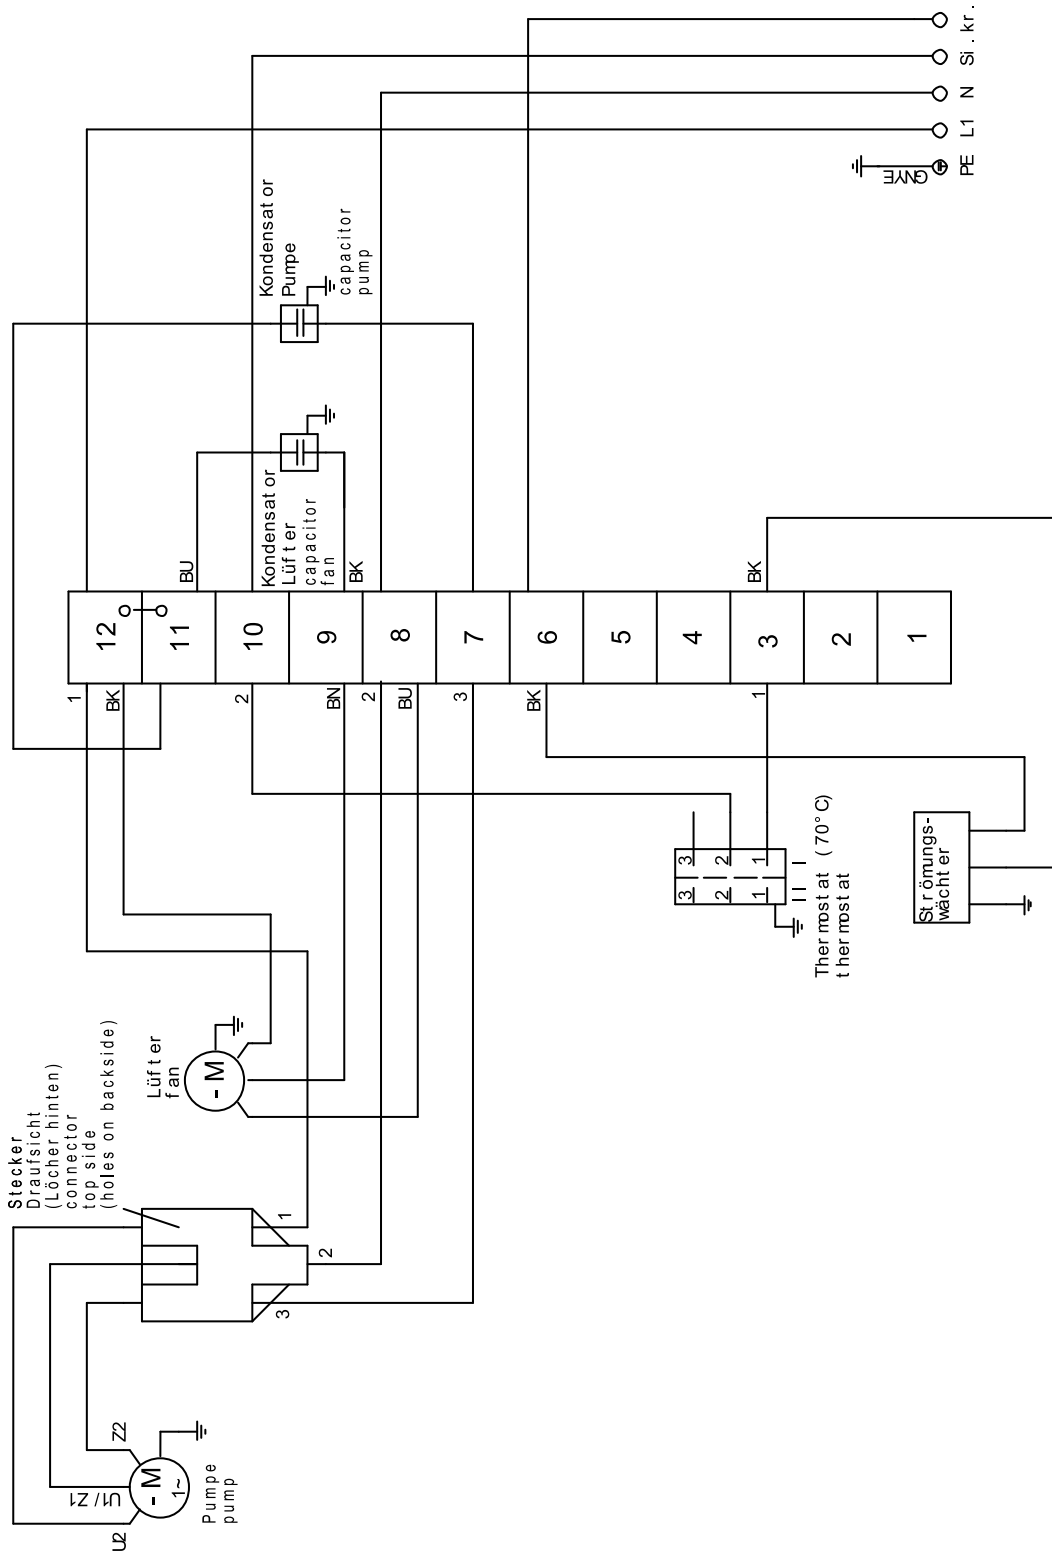 Si.kr.
Si.
N
L1
PE
GNYE
Kondensator
Pumpe
capacitor
pump
Kondensator
Lüfter
capacitor
fan
BU
BK
BK
12
11
10
9
8
7
6
5
4
3
2
1
1
BK
2
BN
2
BU
3
BK
1
3
2
1
3
2
1
II
I
Thermostat (70°C)
thermostat
Strömungs-
wächter
Lüfter
fan
- M
Stecker
Draufsicht
(Löcher hinten)
connector
top side
(holes on backside)
1
2
3
Z2
U1/Z1
U2
- M
1~
Pumpe
pump